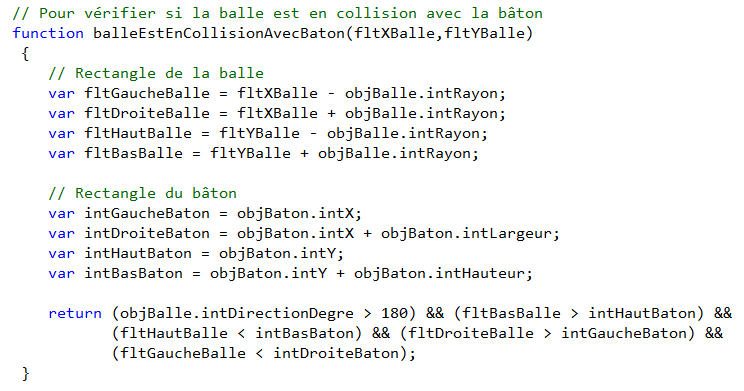 // Pour vérifier si la balle est en collision avec la bâton
function balleEstEnCollisionAvecBaton(fltXBalle,fltYBalle)
{
// Rectangle de la balle
var fltGaucheBalle = fltXBalle - objBalle.intRayon;
var fltDroiteBalle = fltXBalle + objBalle.intRayon;
var fltHautBalle = fltYBalle - objBalle.intRayon;
var fltBasBalle = fltYBalle + objBalle.intRayon;
// Rectangle du bâton
var intGaucheBaton = objBaton.intX;
var intDroiteBaton = objBaton.intX + objBaton.intLargeur;
var intHautBaton = objBaton.intY;
var intBasBaton = objBaton.intY + objBaton.intHauteur;
return (objBalle.intDirectionDegre > 180) && (fltBasBalle > intHautBaton) &&
(fltHautBalle < intBasBaton) && (fltDroiteBalle > intGaucheBaton) &&
(fltGaucheBalle < intDroiteBaton);
}